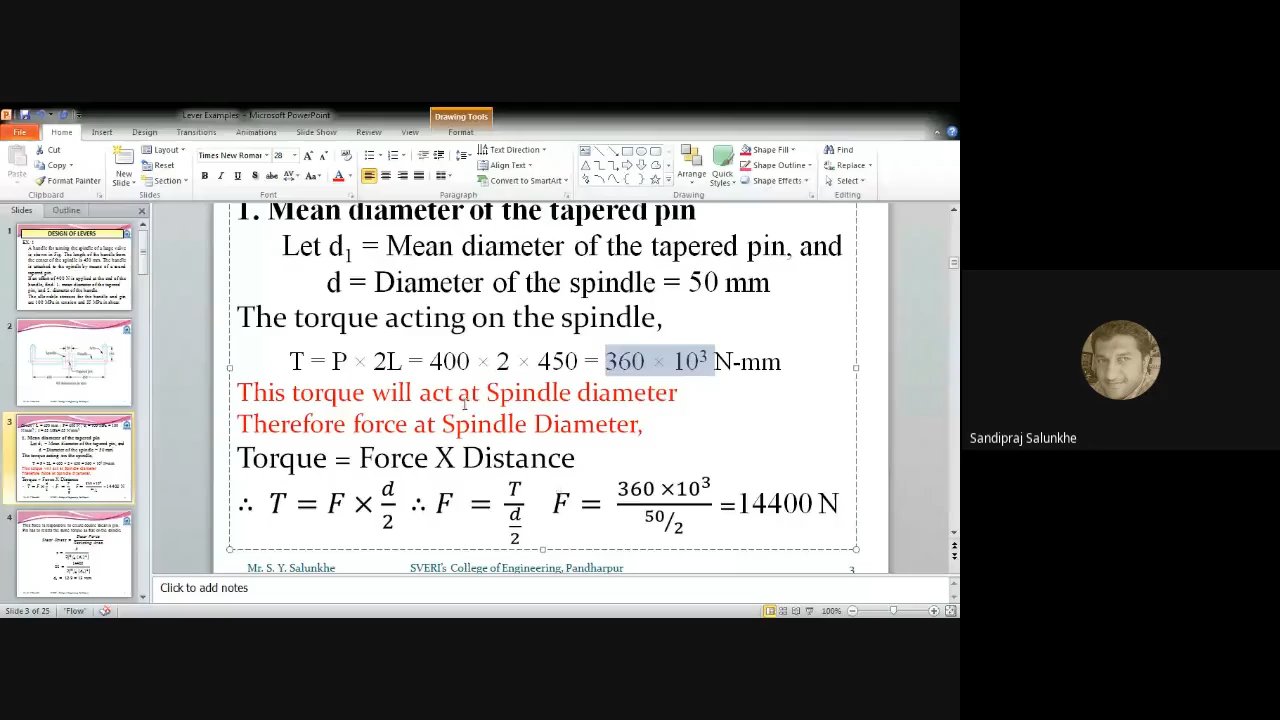 Lever Examples - Microsoft PowerPoint
Drawing Tools
File Home Insert Design Transitions Animations Slide Show Review View Format
Cut
Copy
Format Painter
Paste
Clipboard
New Slide
Layout
Reset
Section
Slides
Times New Roman 28
Font
Paragraph
Text Direction
Align Text
Convert to SmartArt
Arrange
Quick Styles
Shape Fill
Shape Outline
Shape Effects
Drawing
Find
Replace
Select
Editing
Slides Outline
1
DESIGN OF LEVERS
2
3
4
1. Mean diameter of the tapered pin
Let d₁ = Mean diameter of the tapered pin, and
d = Diameter of the spindle = 50 mm
The torque acting on the spindle,
T = P × 2L = 400 × 2 × 450 = 360 × 10³ N-mm
This torque will act at Spindle diameter
Therefore force at Spindle Diameter,
Torque = Force X Distance
∴ T = F × d/2 ∴ F = T/(d/2) F = (360 ×10³)/(50/2) =14400 N
Mr. S. Y. Salunkhe SVERI's College of Engineering, Pandharpur 3
Click to add notes
Slide 3 of 25 "Flow" 100%
Sandipraj Salunkhe